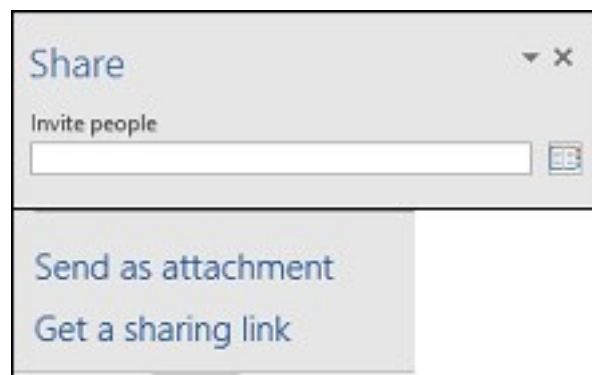 Share
Invite people
Send as attachment
Get a sharing link